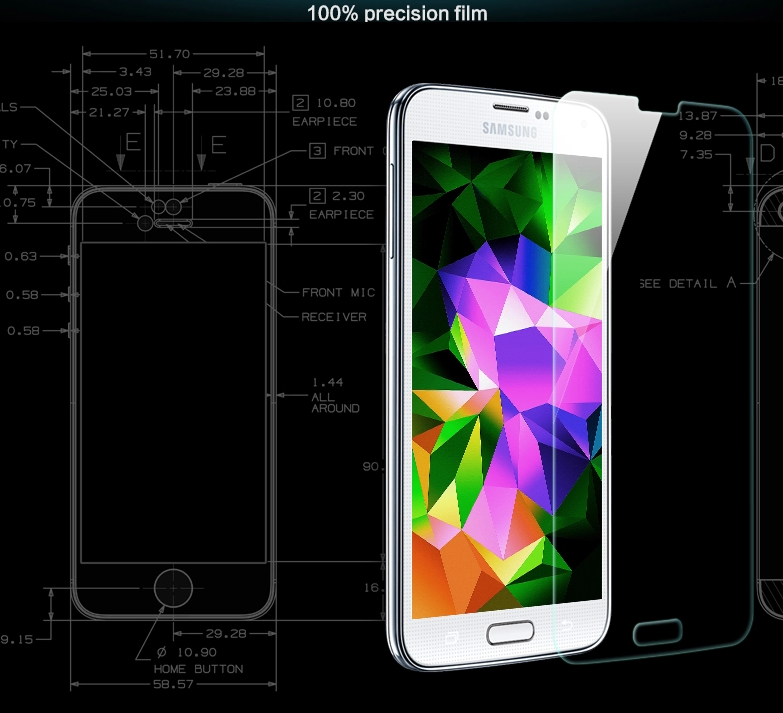 100% precision film
51.70
3.43
29.28
25.03
23.88
21.27
2 10.80
EARPIECE
LS
TY
E
E
3 FRONT
6.07
0.75
2 2.30
EARPIECE
0.63
0.58
0.58
FRONT MIC
RECEIVER
1.44
ALL
AROUND
90.
16.
9.15
29.28
ø 10.90
HOME BUTTON
58.57
SAMSUNG
18
13.87
9.28
7.35
D
SEE DETAIL A